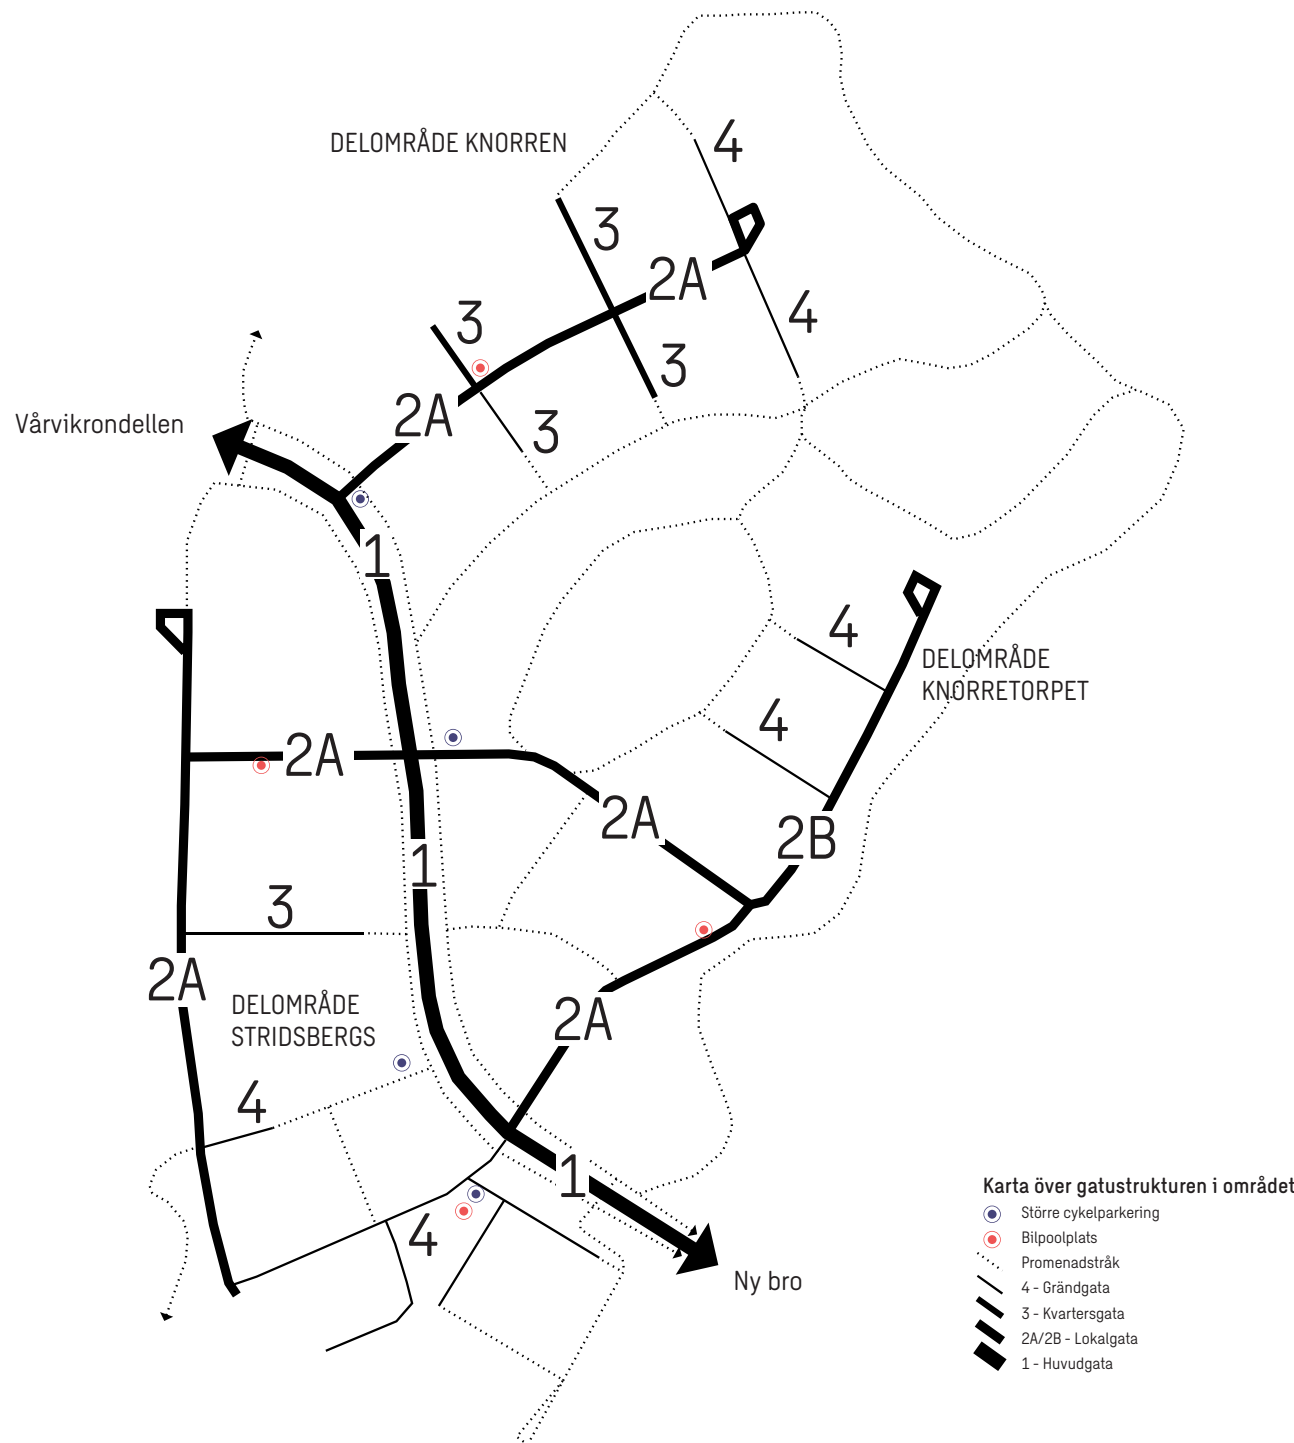 4
DELOMRÅDE KNORREN
3
2A
4
3
3
2A
Vårvikrondellen
3
1
4
DELOMRÅDE
KNORRETORPET
4
2A
2A
2B
1
3
2A
DELOMRÅDE
STRIDSBERGS
2A
4
1
4
Ny bro
Karta över gatustrukturen i området
Större cykelparkering
Bilpoolplats
Promenadstråk
4 - Grändgata
3 - Kvartersgata
2A/2B - Lokalgata
1 - Huvudgata